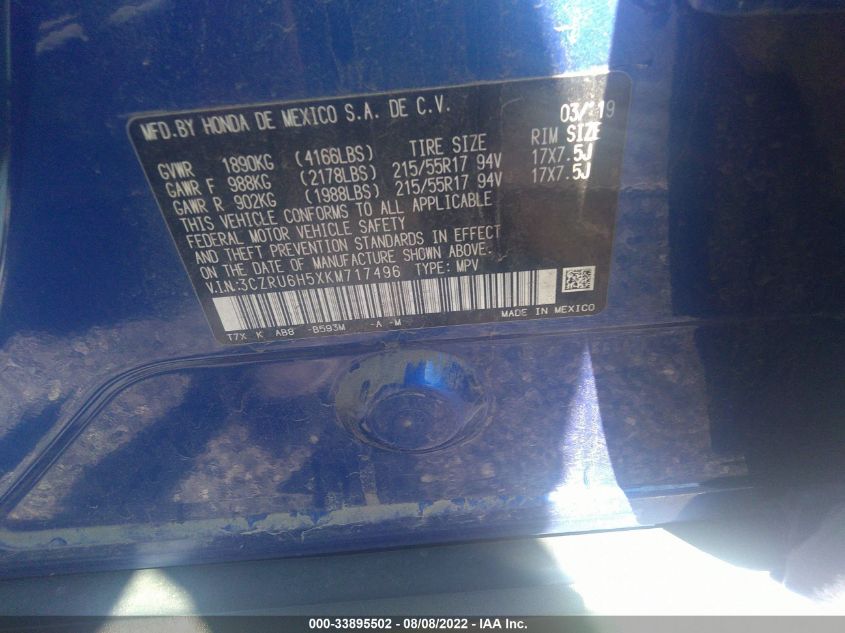 MFD.BY HONDA DE MEXICO S.A. DE C.V. 03/19
TIRE SIZE RIM SIZE
GVWR 1890KG (4166LBS)
GAWR F 988KG (2178LBS) 215/55R17 94V 17X7.5J
GAWR R 902KG (1988LBS) 215/55R17 94V 17X7.5J
THIS VEHICLE CONFORMS TO ALL APPLICABLE
FEDERAL MOTOR VEHICLE SAFETY
AND THEFT PREVENTION STANDARDS IN EFFECT
ON THE DATE OF MANUFACTURE SHOWN ABOVE.
V.I.N:3CZRU6H5XKM717496 TYPE: MPV
T7X K AB8 -B593M -A -M MADE IN MEXICO
000-33895502 - 08/08/2022 - IAA Inc.